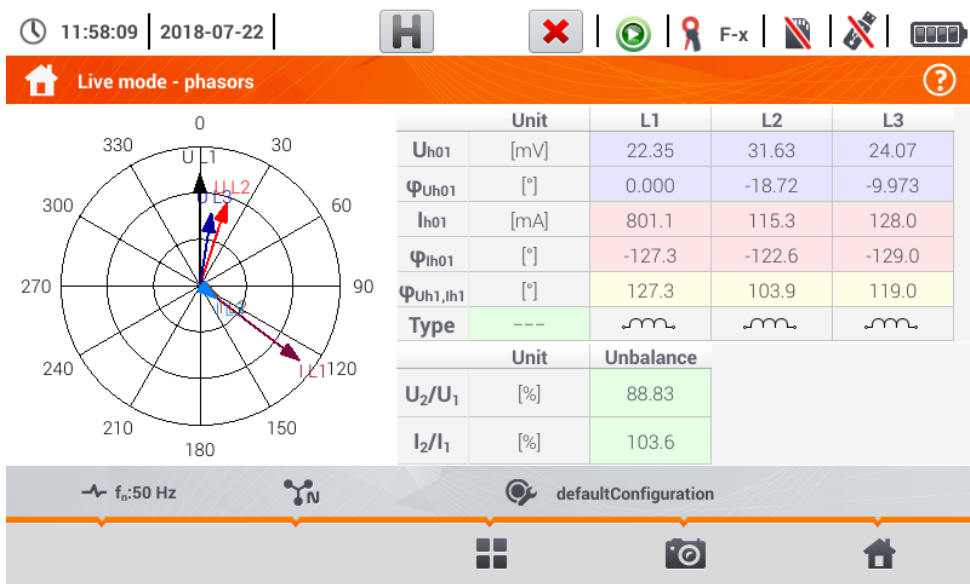 11:58:09 2018-07-22 H F-x
Live mode - phasors ?
0
330 30
U L1
U L2
U L3
300 60
270 90
I L1
240 120
210 150
180
Unit L1 L2 L3
Uh01 [mV] 22.35 31.63 24.07
φUh01 [°] 0.000 -18.72 -9.973
Ih01 [mA] 801.1 115.3 128.0
φIh01 [°] -127.3 -122.6 -129.0
φUh1,Ih1 [°] 127.3 103.9 119.0
Type ---
Unit Unbalance
U₂/U₁ [%] 88.83
I₂/I₁ [%] 103.6
fₙ:50 Hz N defaultConfiguration